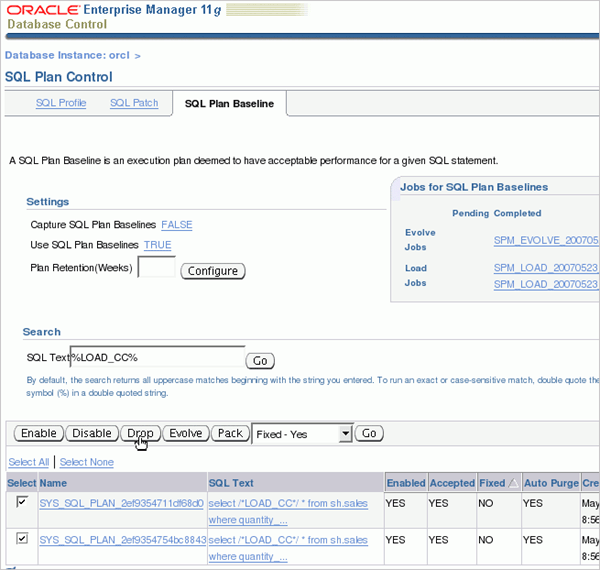 ORACLE Enterprise Manager 11g
Database Control
Database Instance: orcl >
SQL Plan Control
SQL Profile SQL Patch SQL Plan Baseline
A SQL Plan Baseline is an execution plan deemed to have acceptable performance for a given SQL statement.
Settings
Capture SQL Plan Baselines FALSE
Use SQL Plan Baselines TRUE
Plan Retention(Weeks) Configure
Jobs for SQL Plan Baselines
Pending Completed
Evolve Jobs SPM_EVOLVE_200705
Load Jobs SPM_LOAD_20070523_
SPM_LOAD_20070523_
Search
SQL Text %LOAD_CC% Go
By default, the search returns all uppercase matches beginning with the string you entered. To run an exact or case-sensitive match, double quote the
symbol (%) in a double quoted string.
Enable Disable Drop Evolve Pack Fixed - Yes Go
Select All | Select None
Select Name SQL Text Enabled Accepted Fixed Auto Purge Cre
SYS_SQL_PLAN_2ef9354711df68d0 select /*LOAD_CC*/ * from sh.sales YES YES NO YES May
where quantity_... 8:56
SYS_SQL_PLAN_2ef9354754bc8843 select /*LOAD_CC*/ * from sh.sales YES YES NO YES May
where quantity_... 8:56